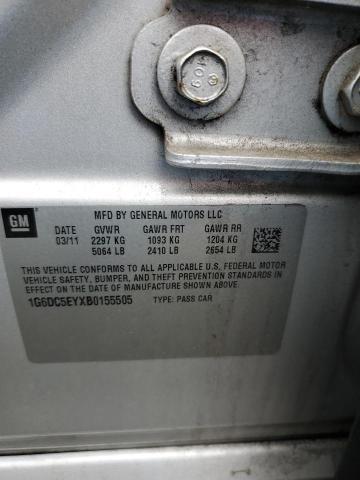 109
GM
MFD BY GENERAL MOTORS LLC
DATE GVWR GAWR FRT GAWR RR
03/11 2297 KG 1093 KG 1204 KG
5064 LB 2410 LB 2654 LB
THIS VEHICLE CONFORMS TO ALL APPLICABLE U.S. FEDERAL MOTOR
VEHICLE SAFETY, BUMPER, AND THEFT PREVENTION STANDARDS IN
EFFECT ON THE DATE OF MANUFACTURE SHOWN ABOVE.
1G6DC5EYXB0155505 TYPE: PASS CAR